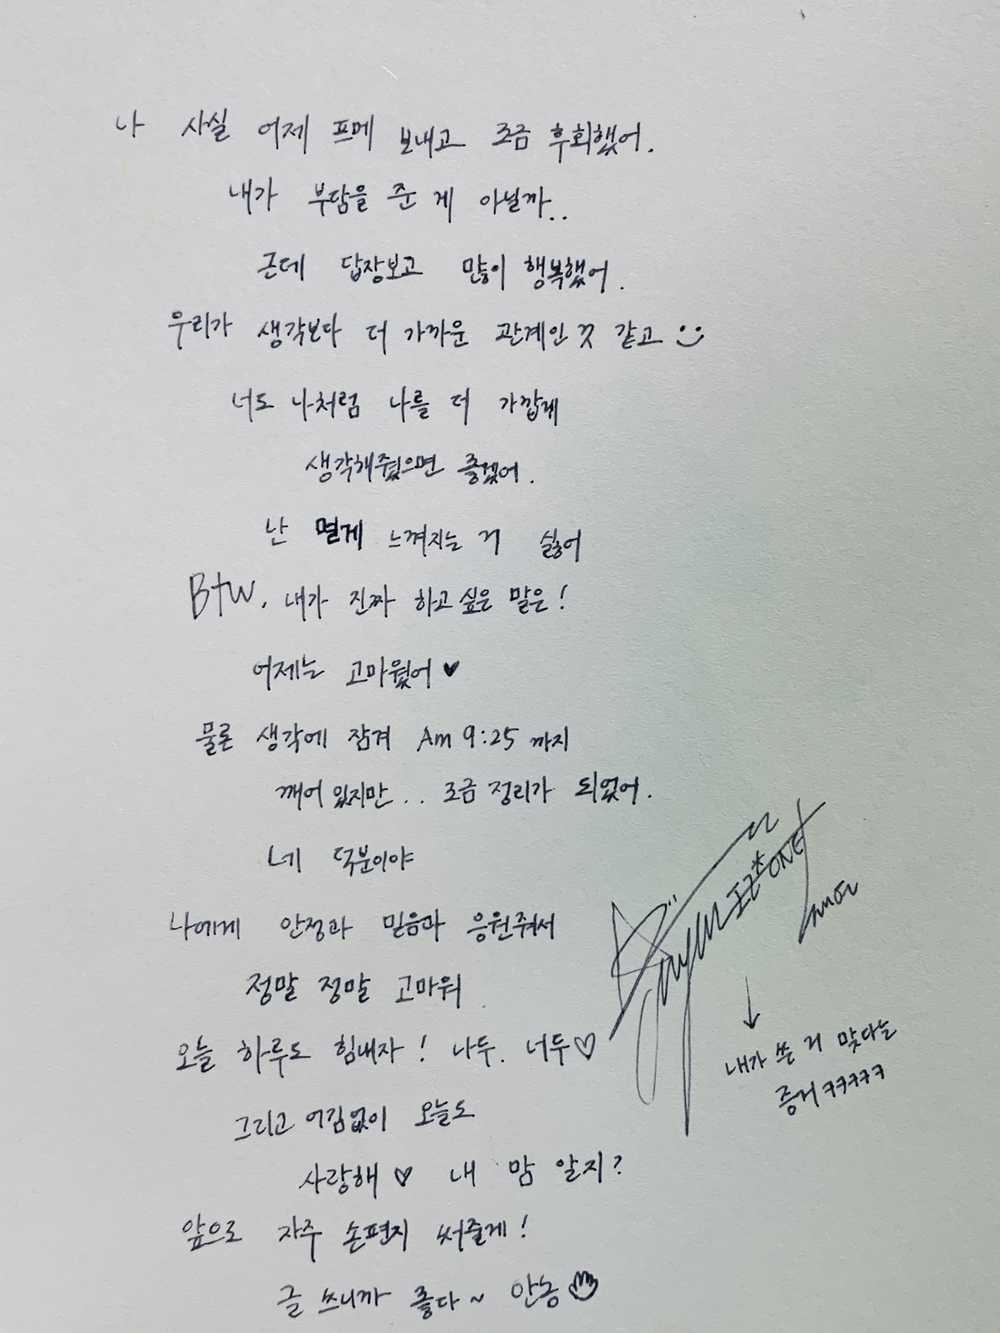 나 사실 어제 프메 보내고 조금 후회했어.
내가 부담을 준 게 아닐까..
근데 답장보고 많이 행복했어.
우리가 생각보다 더 가까운 관계인 것 같고
너도 나처럼 나를 더 가깝게
생각해줬으면 좋겠어.
난 멀게 느껴지는 거 싫어
Btw, 내가 진짜 하고싶은 말은!
어제는 고마웠어♥
물론 생각에 잠겨 Am 9:25 까지
깨어 있지만.. 조금 정리가 되었어.
네 덕분이야
나에게 안정과 믿음과 응원줘서
정말 정말 고마워
오늘 하루도 힘내자! 나두. 너두♡
ONE
내가 쓴 거 맞다는
증거ㅋㅋㅋㅋㅋ
그리고 어김없이 오늘도
사랑해♡ 내 맘 알지?
앞으로 자주 손편지 써줄게!
글 쓰니까 좋다~ 안농